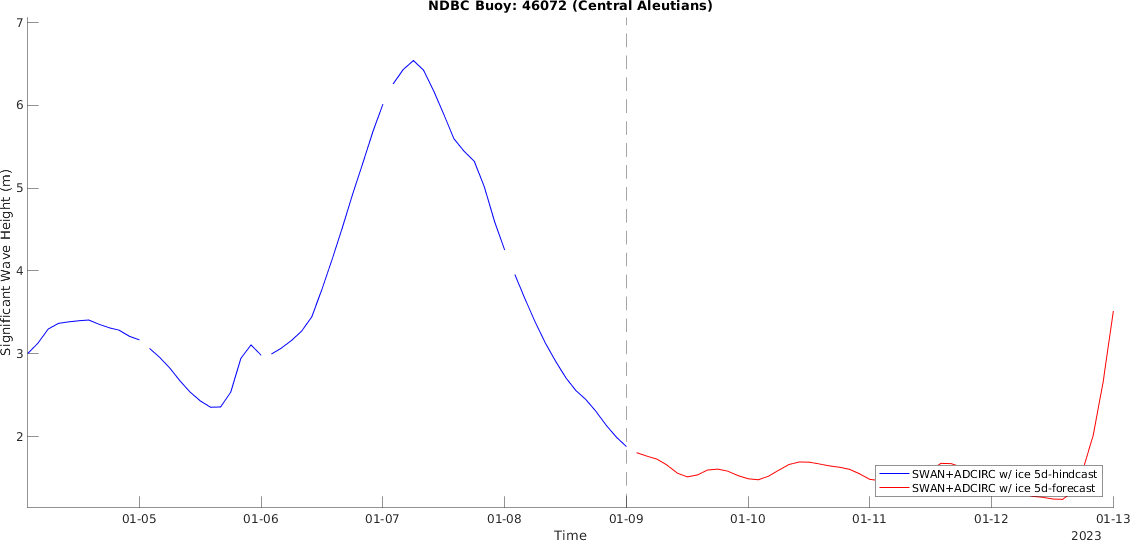 NDBC Buoy: 46072 (Central Aleutians)
7
6
5
4
3
2
Significant Wave Height (m)
SWAN+ADCIRC w/ ice 5d-hindcast
SWAN+ADCIRC w/ ice 5d-forecast
01-05 01-06 01-07 01-08 01-09 01-10 01-11 01-12 01-13
Time
2023